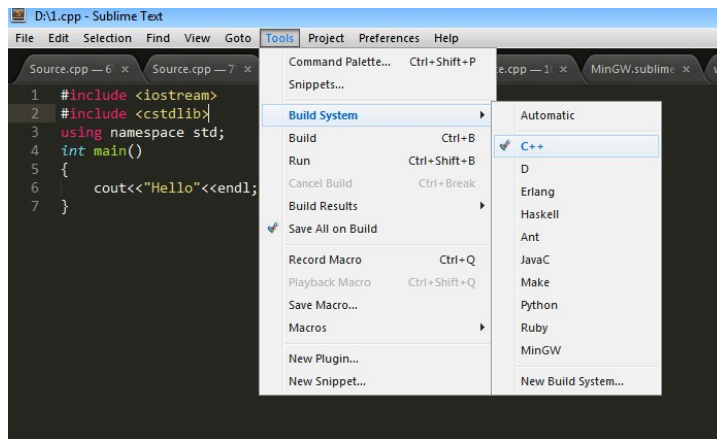 D:\1.cpp - Sublime Text
File Edit Selection Find View Goto Tools Project Preferences Help
Source.cpp — 6 × Source.cpp — 7 × e.cpp — 1 × MinGW.sublime ×
1 #include <iostream>
2 #include <cstdlib>
3 using namespace std;
4 int main()
5 {
6 cout<<"Hello"<<endl;
7 }
Command Palette... Ctrl+Shift+P
Snippets...
Build System
Build Ctrl+B
Run Ctrl+Shift+B
Cancel Build Ctrl+Break
Build Results
Save All on Build
Record Macro Ctrl+Q
Playback Macro Ctrl+Shift+Q
Save Macro...
Macros
New Plugin...
New Snippet...
Automatic
C++
D
Erlang
Haskell
Ant
JavaC
Make
Python
Ruby
MinGW
New Build System...